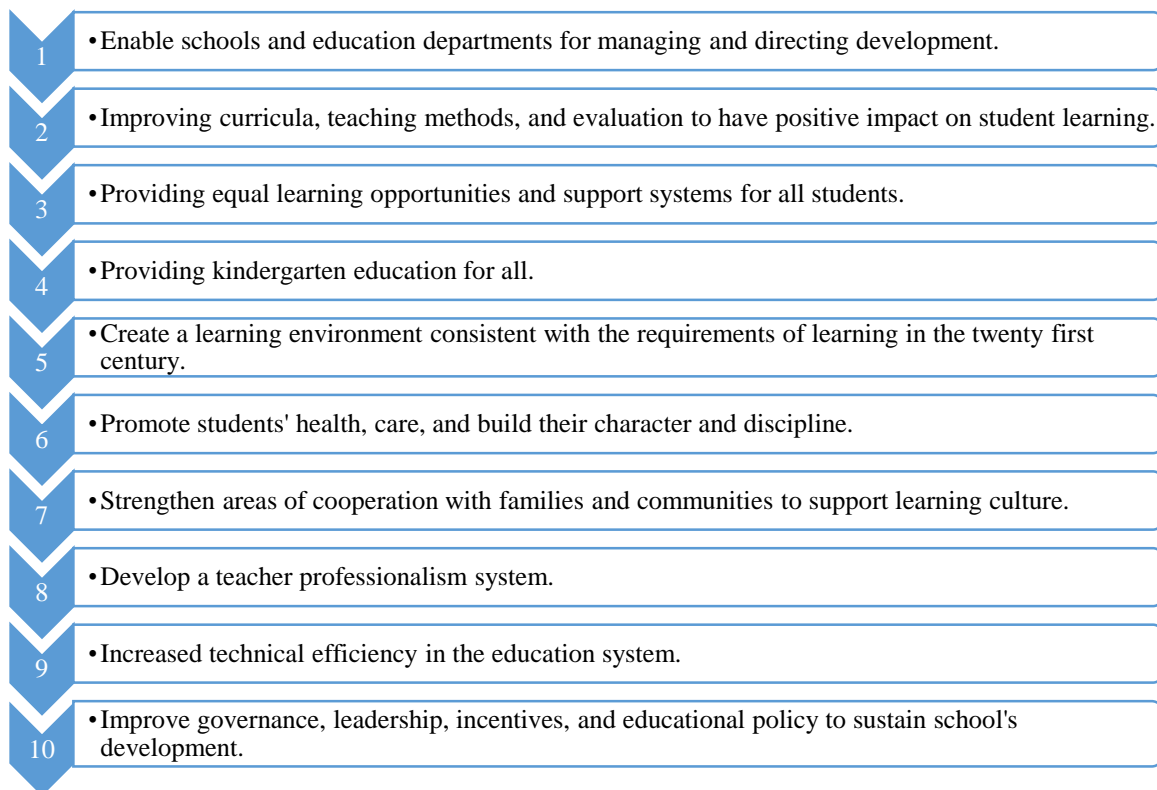 1
•Enable schools and education departments for managing and directing development.
2
•Improving curricula, teaching methods, and evaluation to have positive impact on student learning.
3
•Providing equal learning opportunities and support systems for all students.
4
•Providing kindergarten education for all.
5
•Create a learning environment consistent with the requirements of learning in the twenty first
century.
6
•Promote students' health, care, and build their character and discipline.
7
•Strengthen areas of cooperation with families and communities to support learning culture.
8
•Develop a teacher professionalism system.
9
•Increased technical efficiency in the education system.
10
•Improve governance, leadership, incentives, and educational policy to sustain school's
development.